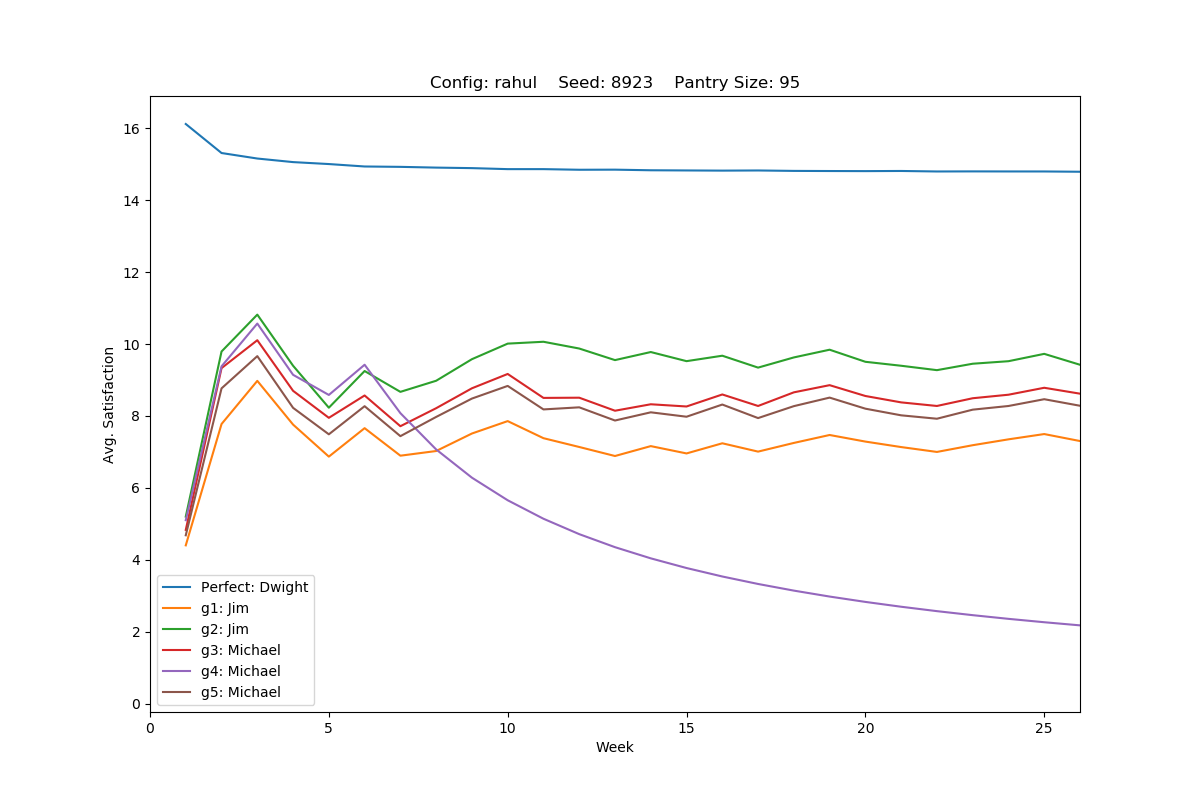 Config: rahul    Seed: 8923    Pantry Size: 95
16
14
12
10
8
6
4
2
0
Avg. Satisfaction
Perfect: Dwight
g1: Jim
g2: Jim
g3: Michael
g4: Michael
g5: Michael
0 5 10 15 20 25
Week